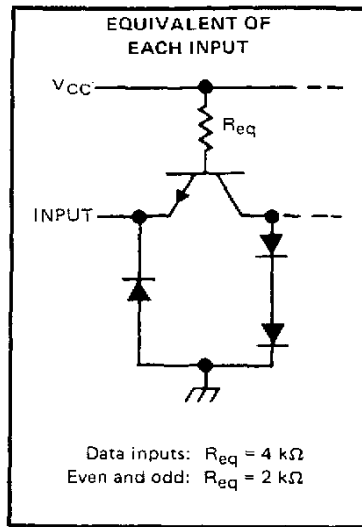 EQUIVALENT OF
EACH INPUT
VCC
Req
INPUT
Data inputs: Req = 4 kΩ
Even and odd: Req = 2 kΩ